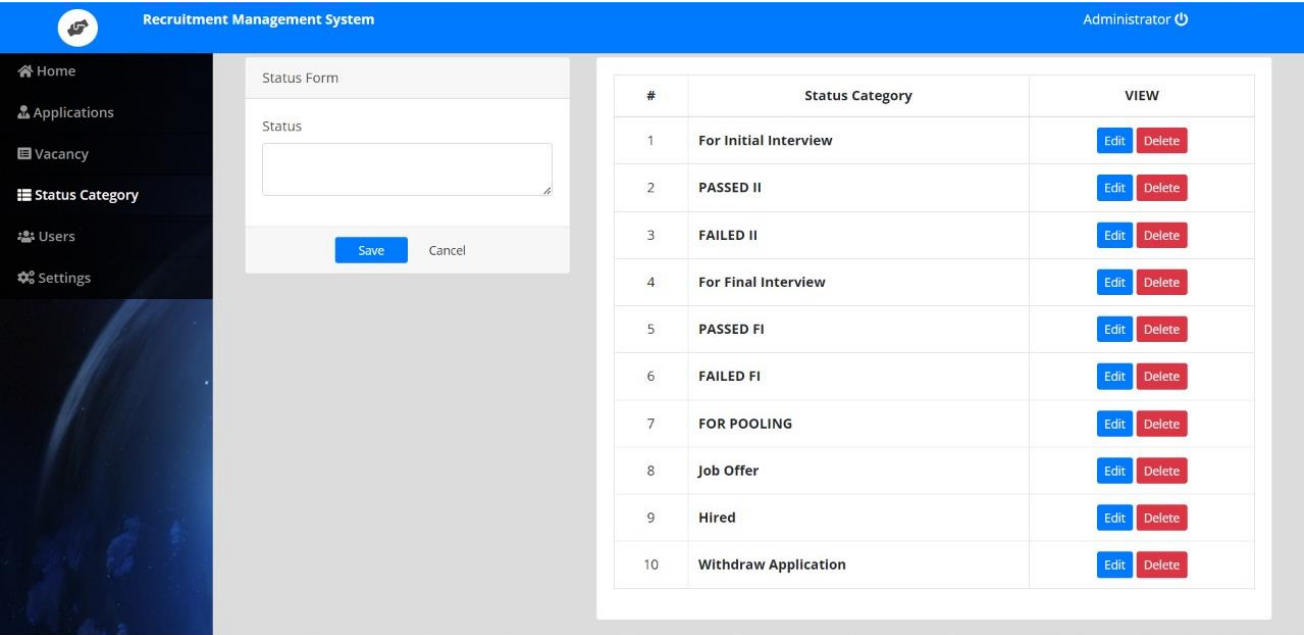 Recruitment Management System
Administrator
Home
Applications
Vacancy
Status Category
Users
Settings
Status Form
Status
Save Cancel
# Status Category VIEW
1 For Initial Interview Edit Delete
2 PASSED II Edit Delete
3 FAILED II Edit Delete
4 For Final Interview Edit Delete
5 PASSED FI Edit Delete
6 FAILED FI Edit Delete
7 FOR POOLING Edit Delete
8 Job Offer Edit Delete
9 Hired Edit Delete
10 Withdraw Application Edit Delete